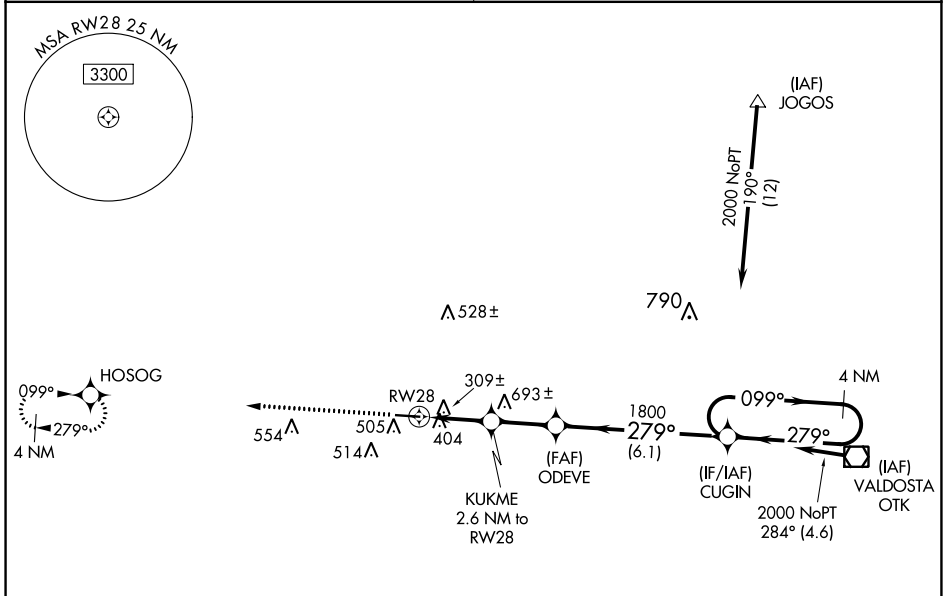 MSA RW28 25 NM
3300
(IAF)
JOGOS
2000 NoPT
190°
(12)
790
528±
HOSOG
099°
279°
4 NM
RW28
309±
693±
554
505
404
514
1800
279°
(6.1)
099°
4 NM
279°
(FAF)
ODEVE
(IF/IAF)
CUGIN
(IAF)
VALDOSTA
OTK
KUKME
2.6 NM to
RW28
2000 NoPT
284° (4.6)